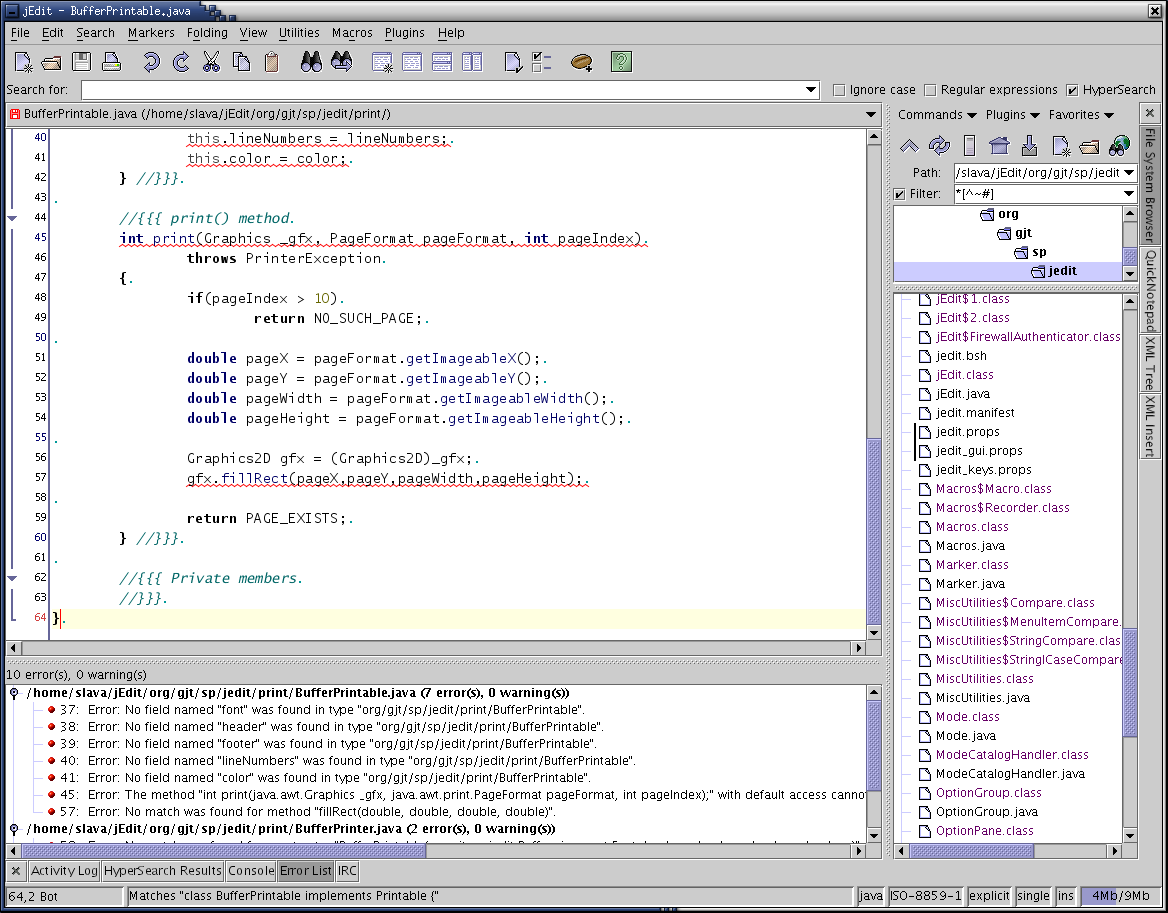 jEdit - BufferPrintable.java
File Edit Search Markers Folding View Utilities Macros Plugins Help
Search for:
Ignore case Regular expressions HyperSearch
BufferPrintable.java (/home/slava/jEdit/org/gjt/sp/jedit/print/)
40 this.lineNumbers = lineNumbers;.
41 this.color = color;.
42 } //}}}.
43 .
44 //{{{ print() method.
45 int print(Graphics _gfx, PageFormat pageFormat, int pageIndex).
46 throws PrinterException.
47 {.
48 if(pageIndex > 10).
49 return NO_SUCH_PAGE;.
50 .
51 double pageX = pageFormat.getImageableX();.
52 double pageY = pageFormat.getImageableY();.
53 double pageWidth = pageFormat.getImageableWidth();.
54 double pageHeight = pageFormat.getImageableHeight();.
55 .
56 Graphics2D gfx = (Graphics2D)_gfx;.
57 gfx.fillRect(pageX,pageY,pageWidth,pageHeight);.
58 .
59 return PAGE_EXISTS;.
60 } //}}}.
61 .
62 //{{{ Private members.
63 //}}}.
64 }.
10 error(s), 0 warning(s)
/home/slava/jEdit/org/gjt/sp/jedit/print/BufferPrintable.java (7 error(s), 0 warning(s))
37: Error: No field named "font" was found in type "org/gjt/sp/jedit/print/BufferPrintable".
38: Error: No field named "header" was found in type "org/gjt/sp/jedit/print/BufferPrintable".
39: Error: No field named "footer" was found in type "org/gjt/sp/jedit/print/BufferPrintable".
40: Error: No field named "lineNumbers" was found in type "org/gjt/sp/jedit/print/BufferPrintable".
41: Error: No field named "color" was found in type "org/gjt/sp/jedit/print/BufferPrintable".
45: Error: The method "int print(java.awt.Graphics _gfx, java.awt.print.PageFormat pageFormat, int pageIndex);" with default access canno
57: Error: No match was found for method "fillRect(double, double, double, double)".
/home/slava/jEdit/org/gjt/sp/jedit/print/BufferPrinter.java (2 error(s), 0 warning(s))
Activity Log HyperSearch Results Console Error List IRC
64,2 Bot
Matches "class BufferPrintable implements Printable {"
java ISO-8859-1 explicit single ins 4Mb/9Mb
Commands Plugins Favorites
Path: /slava/jEdit/org/gjt/sp/jedit
Filter: *[^~#]
org
gjt
sp
jedit
jEdit$1.class
jEdit$2.class
jEdit$FirewallAuthenticator.class
jedit.bsh
jEdit.class
jEdit.java
jedit.manifest
jedit.props
jedit_gui.props
jedit_keys.props
Macros$Macro.class
Macros$Recorder.class
Macros.class
Macros.java
Marker.class
Marker.java
MiscUtilities$Compare.class
MiscUtilities$MenuItemCompare.
MiscUtilities$StringCompare.clas
MiscUtilities$StringICaseCompare
MiscUtilities.class
MiscUtilities.java
Mode.class
Mode.java
ModeCatalogHandler.class
ModeCatalogHandler.java
OptionGroup.class
OptionGroup.java
OptionPane.class
File System Browser
QuickNotepad
XML Tree
XML Insert